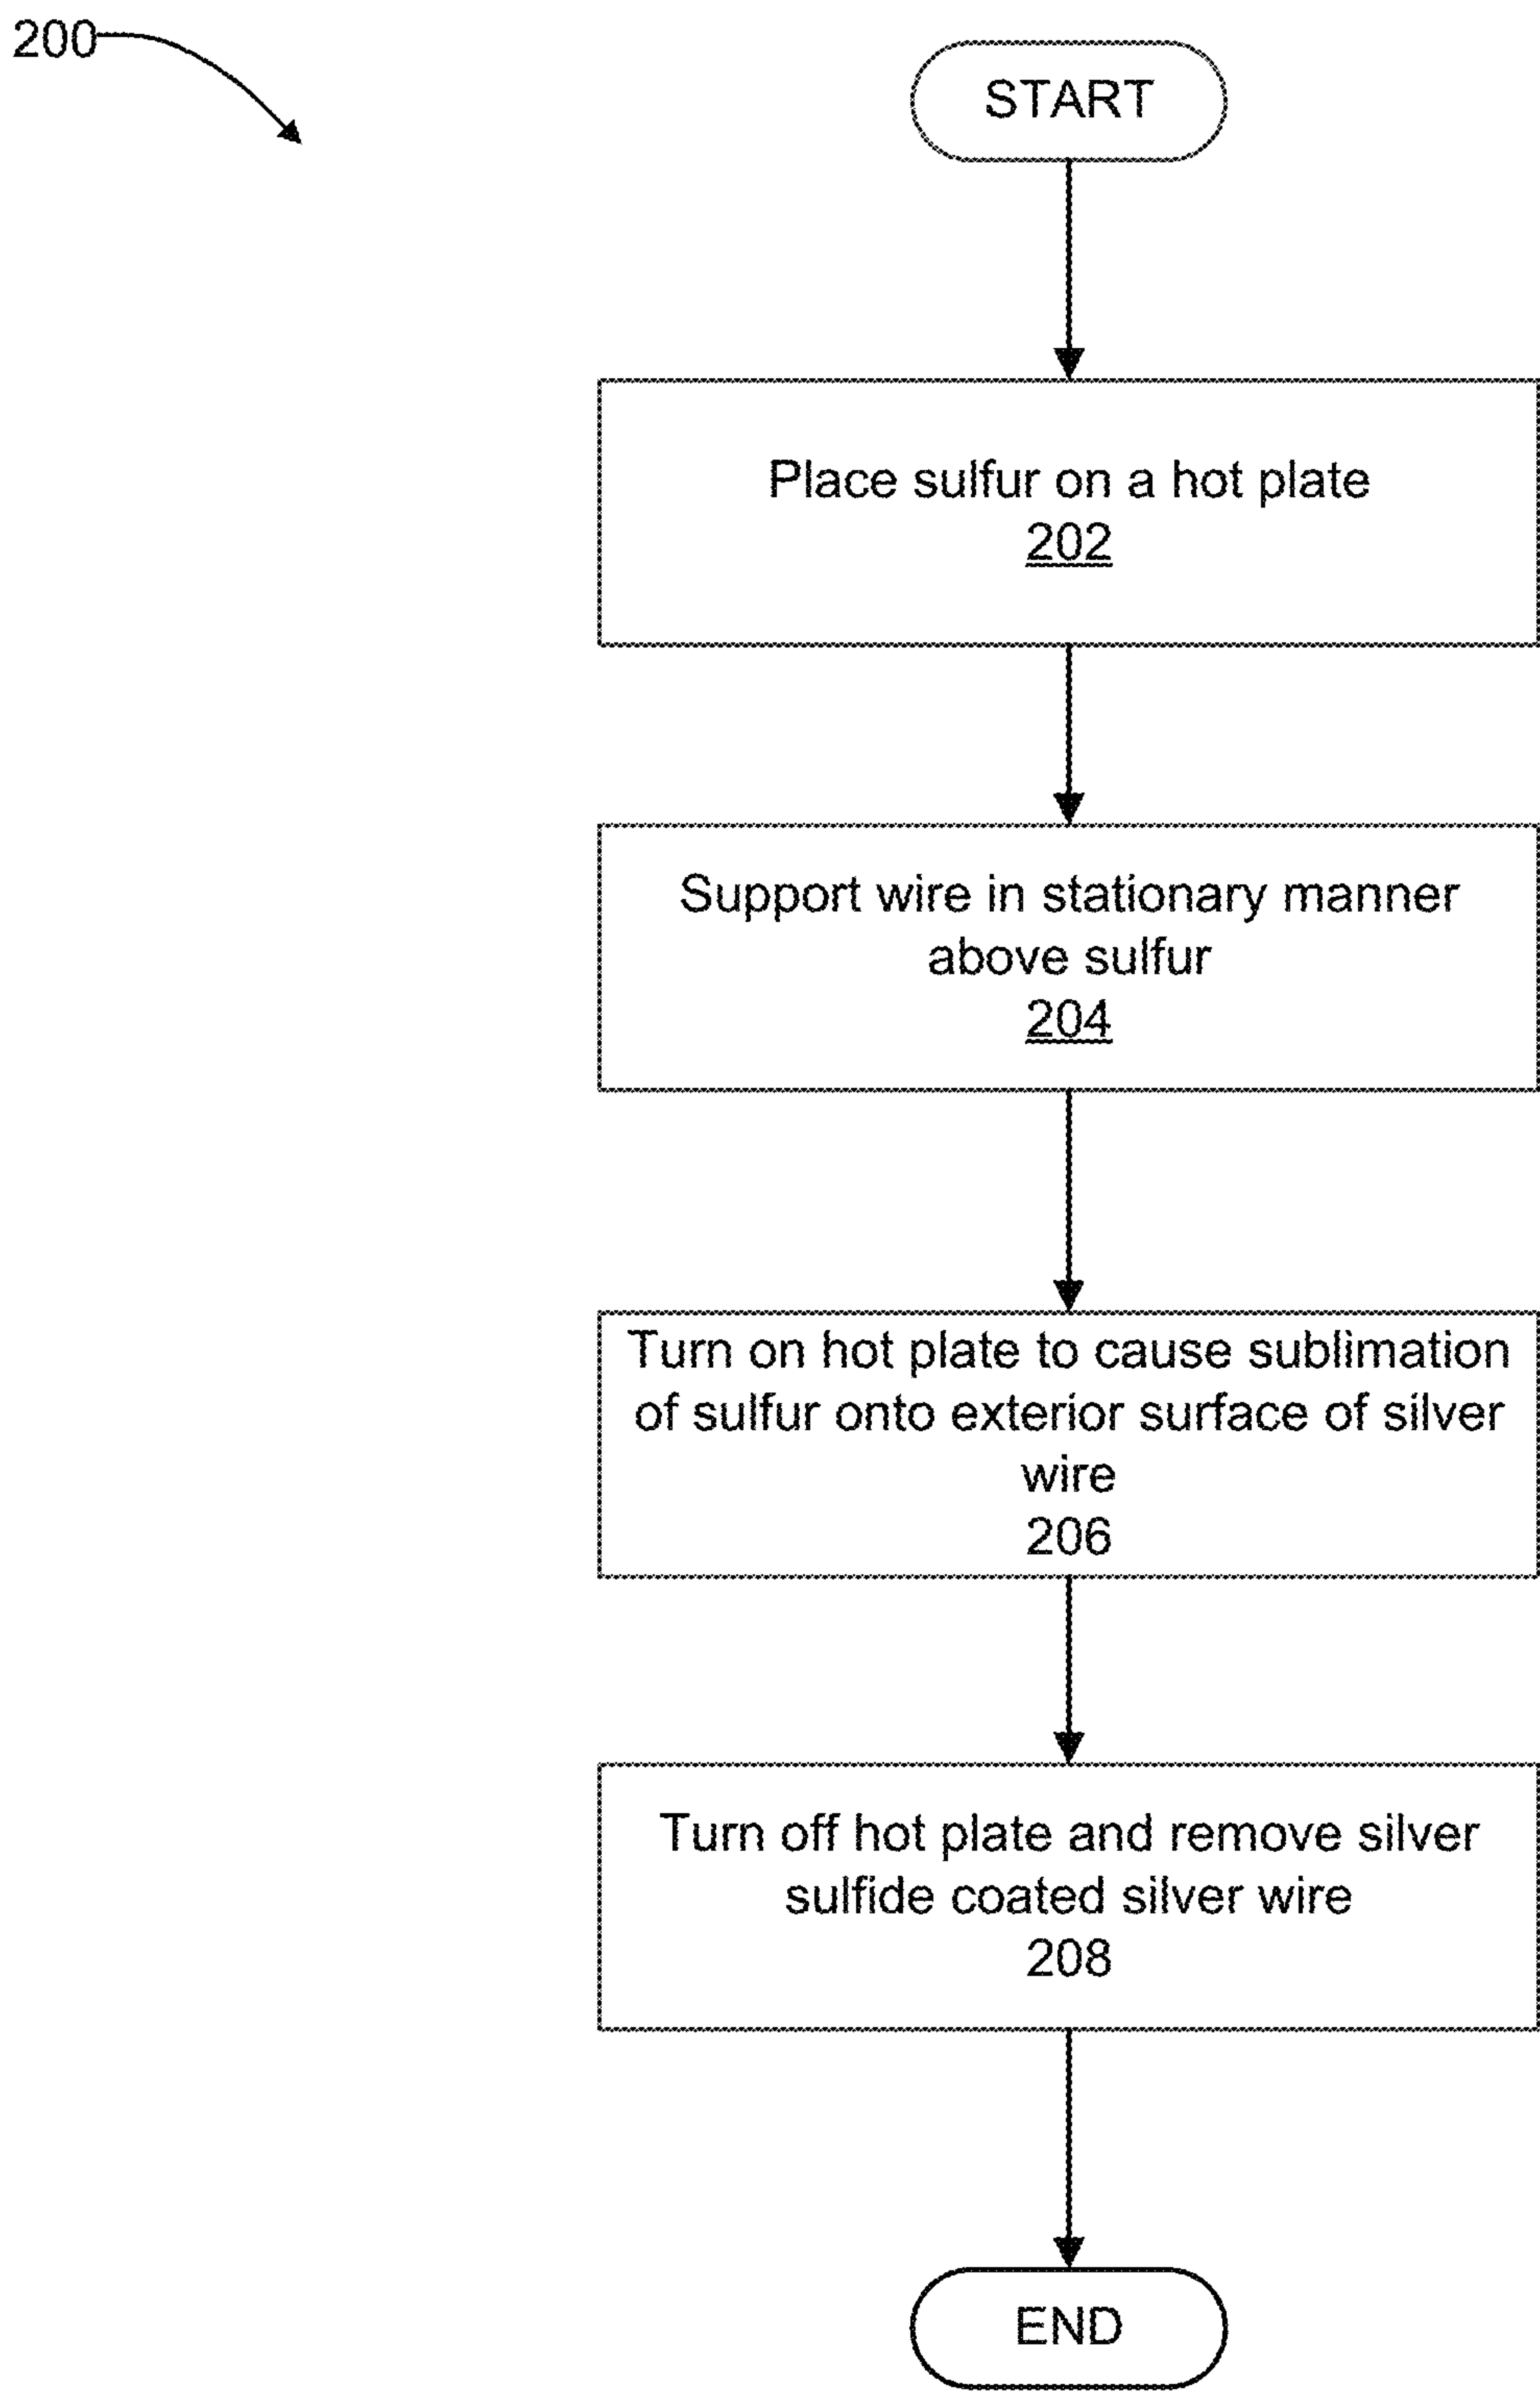 200
START
Place sulfur on a hot plate
202
Support wire in stationary manner
above sulfur
204
Turn on hot plate to cause sublimation
of sulfur onto exterior surface of silver
wire
206
Turn off hot plate and remove silver
sulfide coated silver wire
208
END